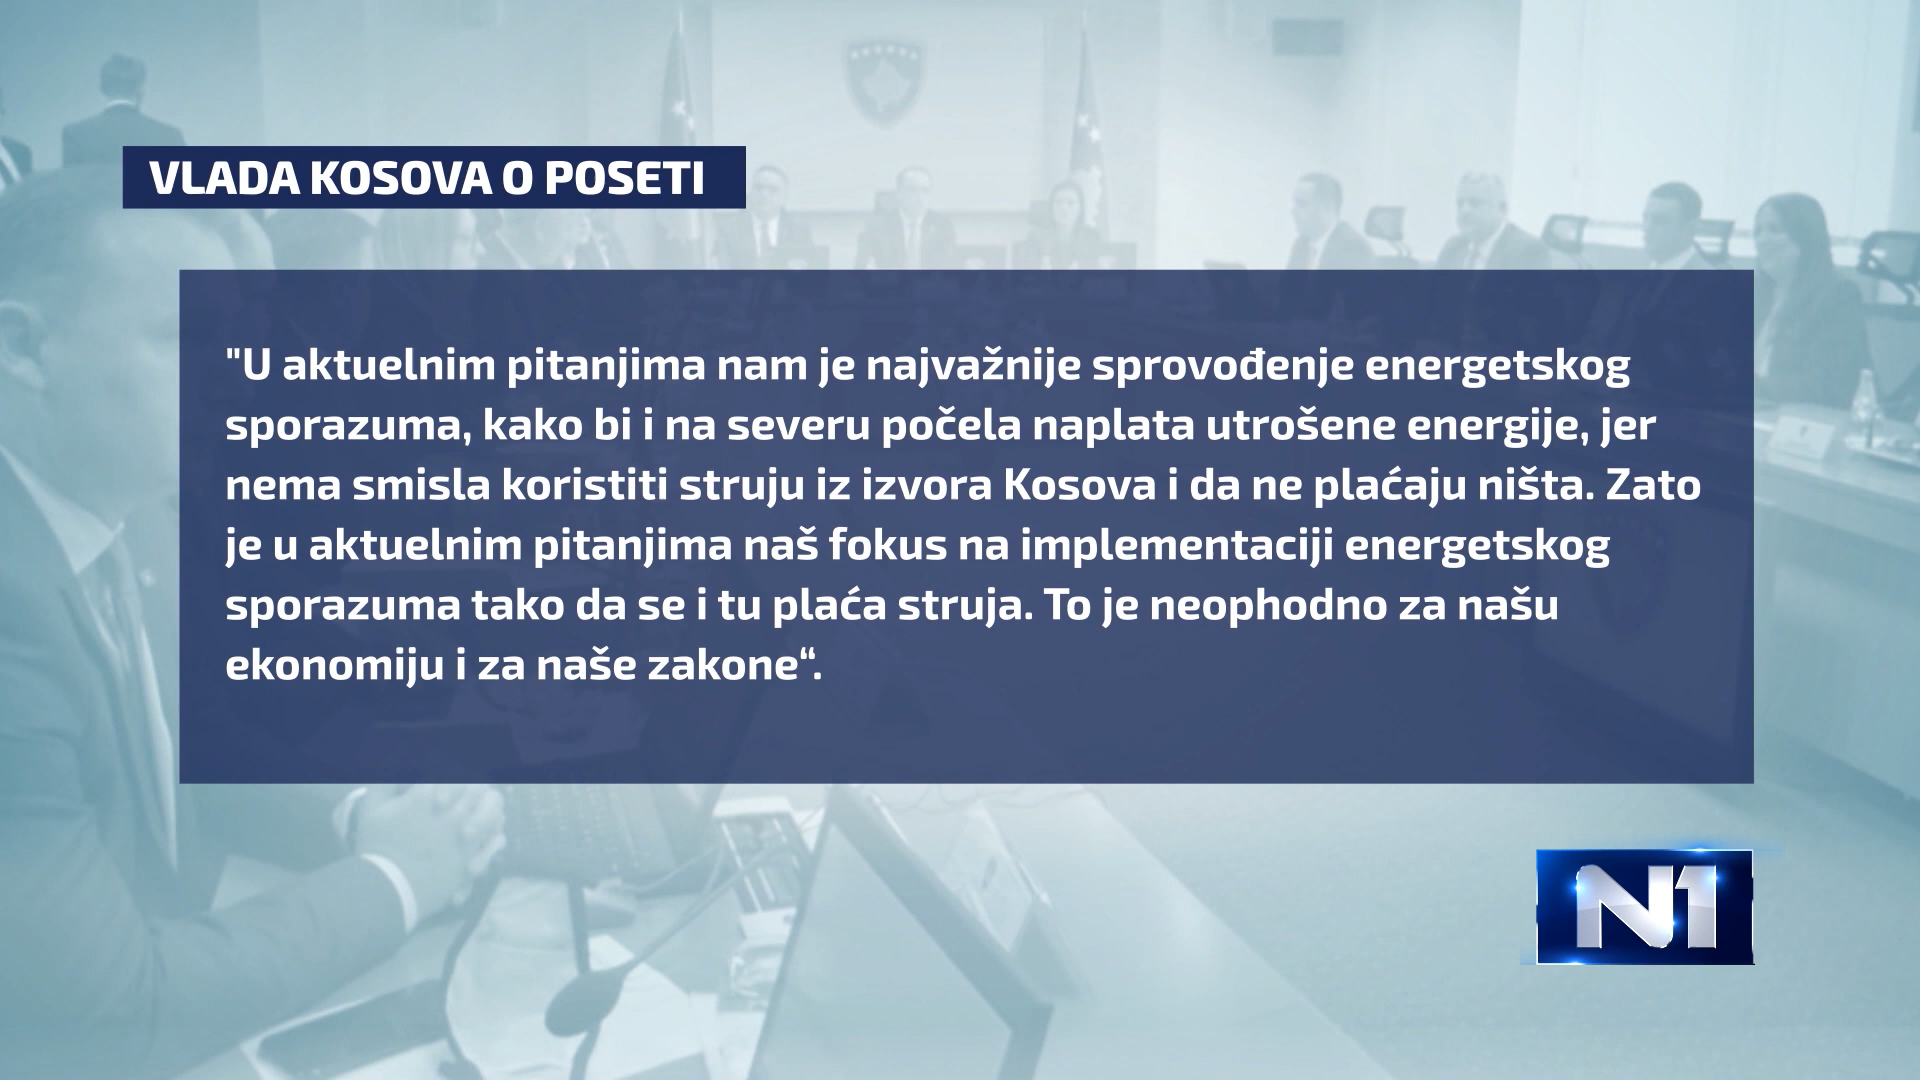 VLADA KOSOVA O POSETI
"U aktuelnim pitanjima nam je najvažnije sprovođenje energetskog
sporazuma, kako bi i na severu počela naplata utrošene energije, jer
nema smisla koristiti struju iz izvora Kosova i da ne plaćaju ništa. Zato
je u aktuelnim pitanjima naš fokus na implementaciji energetskog
sporazuma tako da se i tu plaća struja. To je neophodno za našu
ekonomiju i za naše zakone“.
N1